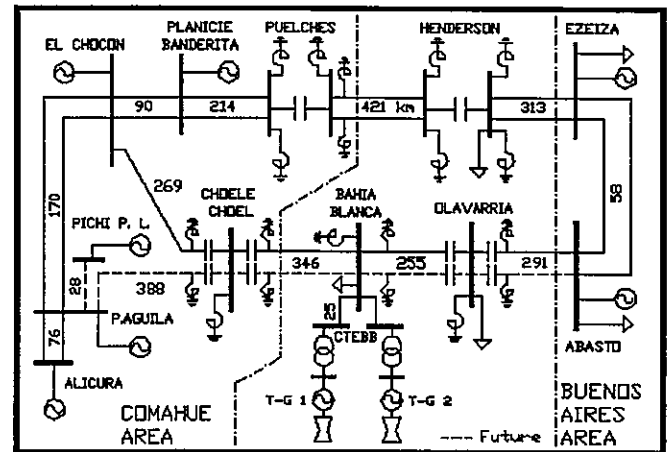 EL CHOCON
PLANICIE
BANDERITA
PUELCHES
HENDERSON
EZEIZA
90
214
421 km
313
58
170
269
PICHI P. L.
CHOELE
CHOEL
BAHIA
BLANCA
OLAVARRIA
28
388
346
255
291
P.AGUILA
76
25
CTEBB
ALICURA
ABASTO
T-G 1
T-G 2
COMAHUE
AREA
BUENOS
AIRES
AREA
---- Future